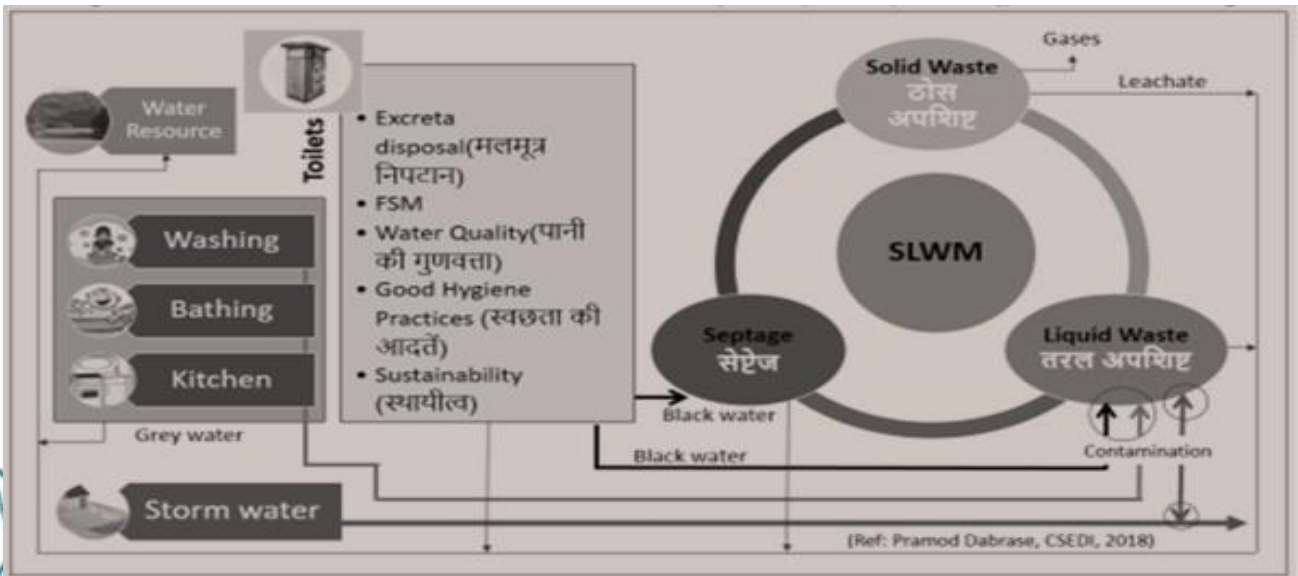 Water
Resource
Toilets
• Excreta
disposal(मलमूत्र
निपटान)
• FSM
• Water Quality(पानी
की गुणवत्ता)
• Good Hygiene
Practices (स्वछता की
आदतें)
• Sustainability
(स्थायीत्व)
Washing
Bathing
Kitchen
Grey water
Storm water
Gases
Solid Waste
ठोस
अपशिष्ट
Leachate
SLWM
Septage
सेप्टेज
Liquid Waste
तरल अपशिष्ट
Black water
Black water
Contamination
(Ref: Pramod Dabrase, CSEDI, 2018)